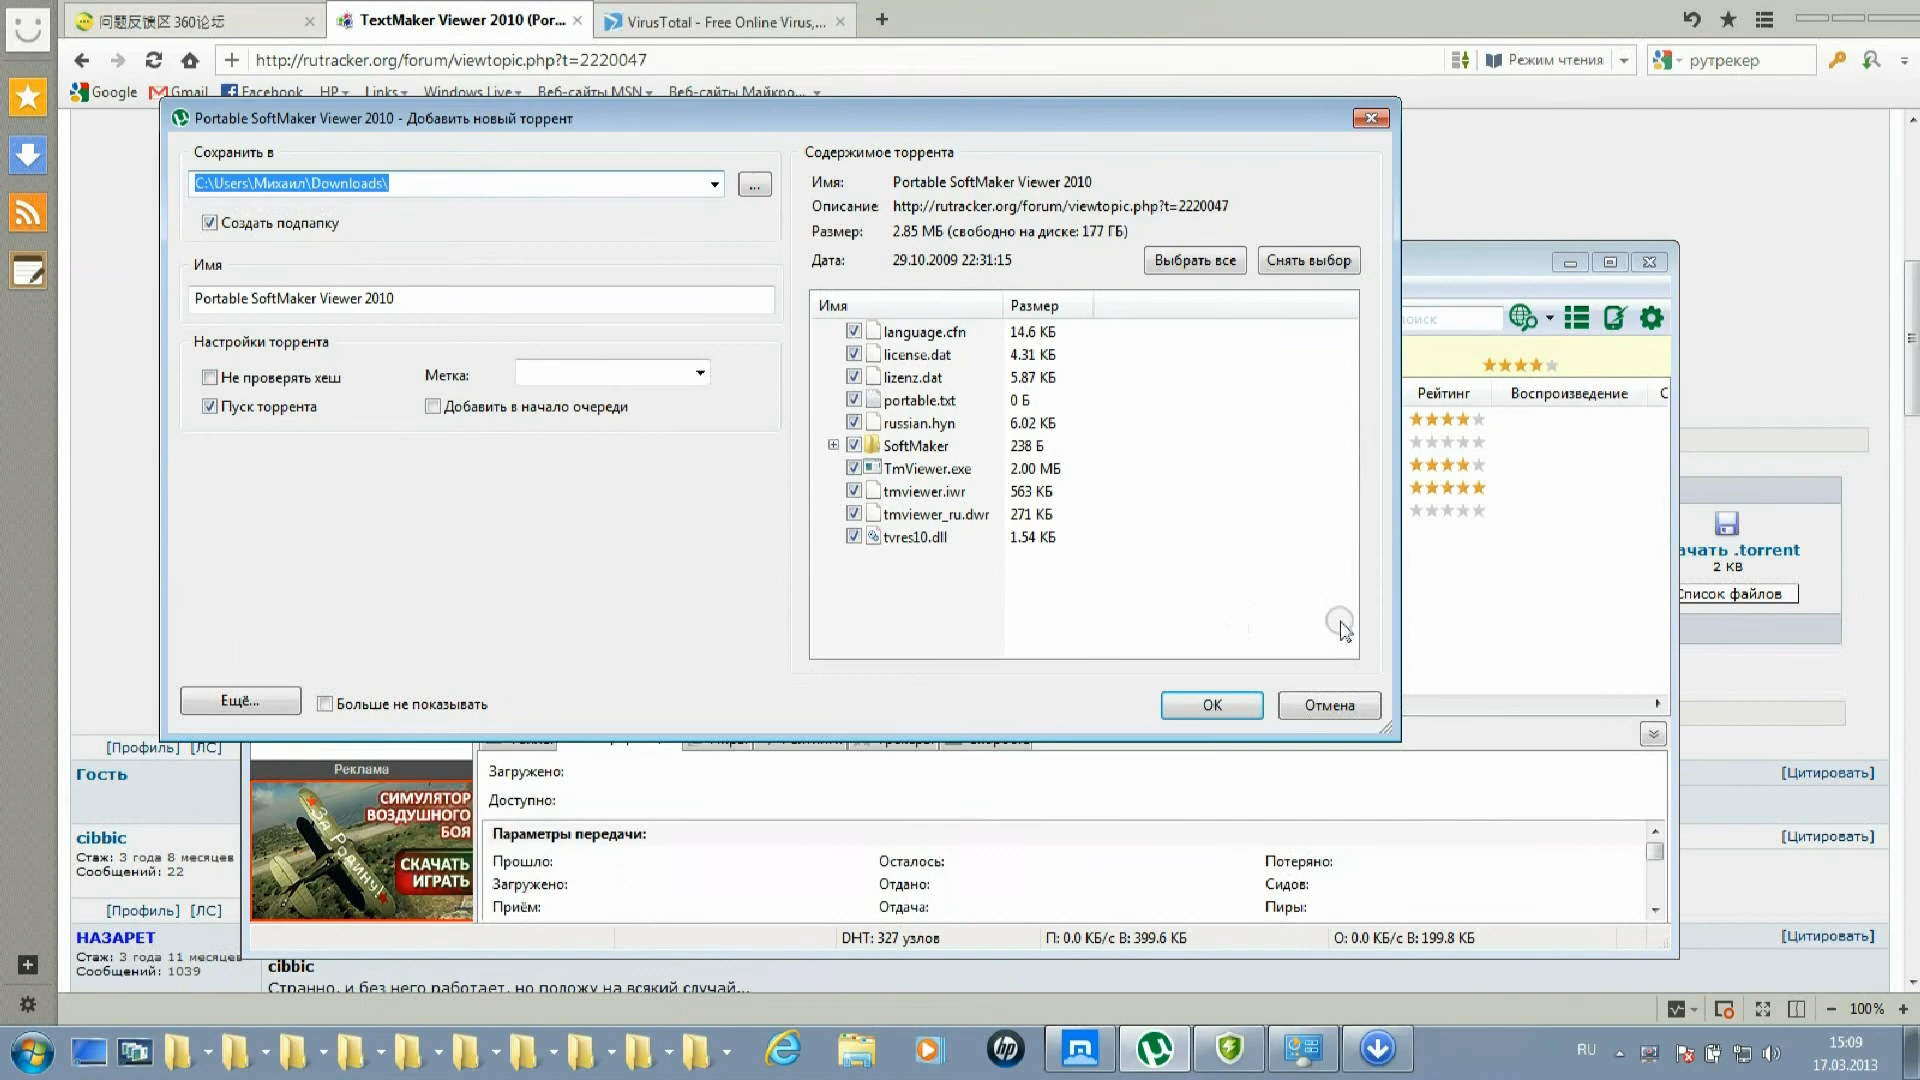 问题反馈区 360论坛
TextMaker Viewer 2010 (Por...
VirusTotal - Free Online Virus,...
http://rutracker.org/forum/viewtopic.php?t=2220047
Режим чтения
рутрекер
Google
Gmail
Facebook
HP
Links
Windows Live
Веб-сайты MSN
Веб-сайты Майкро...
Portable SoftMaker Viewer 2010 - Добавить новый торрент
Сохранить в
C:\Users\Михаил\Downloads\
...
Создать подпапку
Имя
Portable SoftMaker Viewer 2010
Настройки торрента
Не проверять хеш
Метка:
Пуск торрента
Добавить в начало очереди
Ещё...
Больше не показывать
Содержимое торрента
Имя: Portable SoftMaker Viewer 2010
Описание: http://rutracker.org/forum/viewtopic.php?t=2220047
Размер: 2.85 МБ (свободно на диске: 177 ГБ)
Дата: 29.10.2009 22:31:15
Выбрать все
Снять выбор
Имя Размер
language.cfn 14.6 КБ
license.dat 4.31 КБ
lizenz.dat 5.87 КБ
portable.txt 0 Б
russian.hyn 6.02 КБ
SoftMaker 238 Б
TmViewer.exe 2.00 МБ
tmviewer.iwr 563 КБ
tmviewer_ru.dwr 271 КБ
tvres10.dll 1.54 КБ
OK
Отмена
Рейтинг Воспроизведение С
ачать .torrent
2 KB
Список файлов
[Профиль] [ЛС]
Гость
[Цитировать]
cibbic
Стаж: 3 года 8 месяцев
Сообщений: 22
[Цитировать]
[Профиль] [ЛС]
НАЗАРЕТ
Стаж: 3 года 11 месяцев
Сообщений: 1039
[Цитировать]
Реклама
СИМУЛЯТОР
ВОЗДУШНОГО
БОЯ
За Родину!
СКАЧАТЬ
ИГРАТЬ
Загружено:
Доступно:
Параметры передачи:
Прошло: Осталось: Потеряно:
Загружено: Отдано: Сидов:
Приём: Отдача: Пиры:
DHT: 327 узлов
П: 0.0 КБ/с В: 399.6 КБ
О: 0.0 КБ/с В: 199.8 КБ
cibbic
Странно, и без него работает, но положу на всякий случай...
100%
RU
15:09
17.03.2013